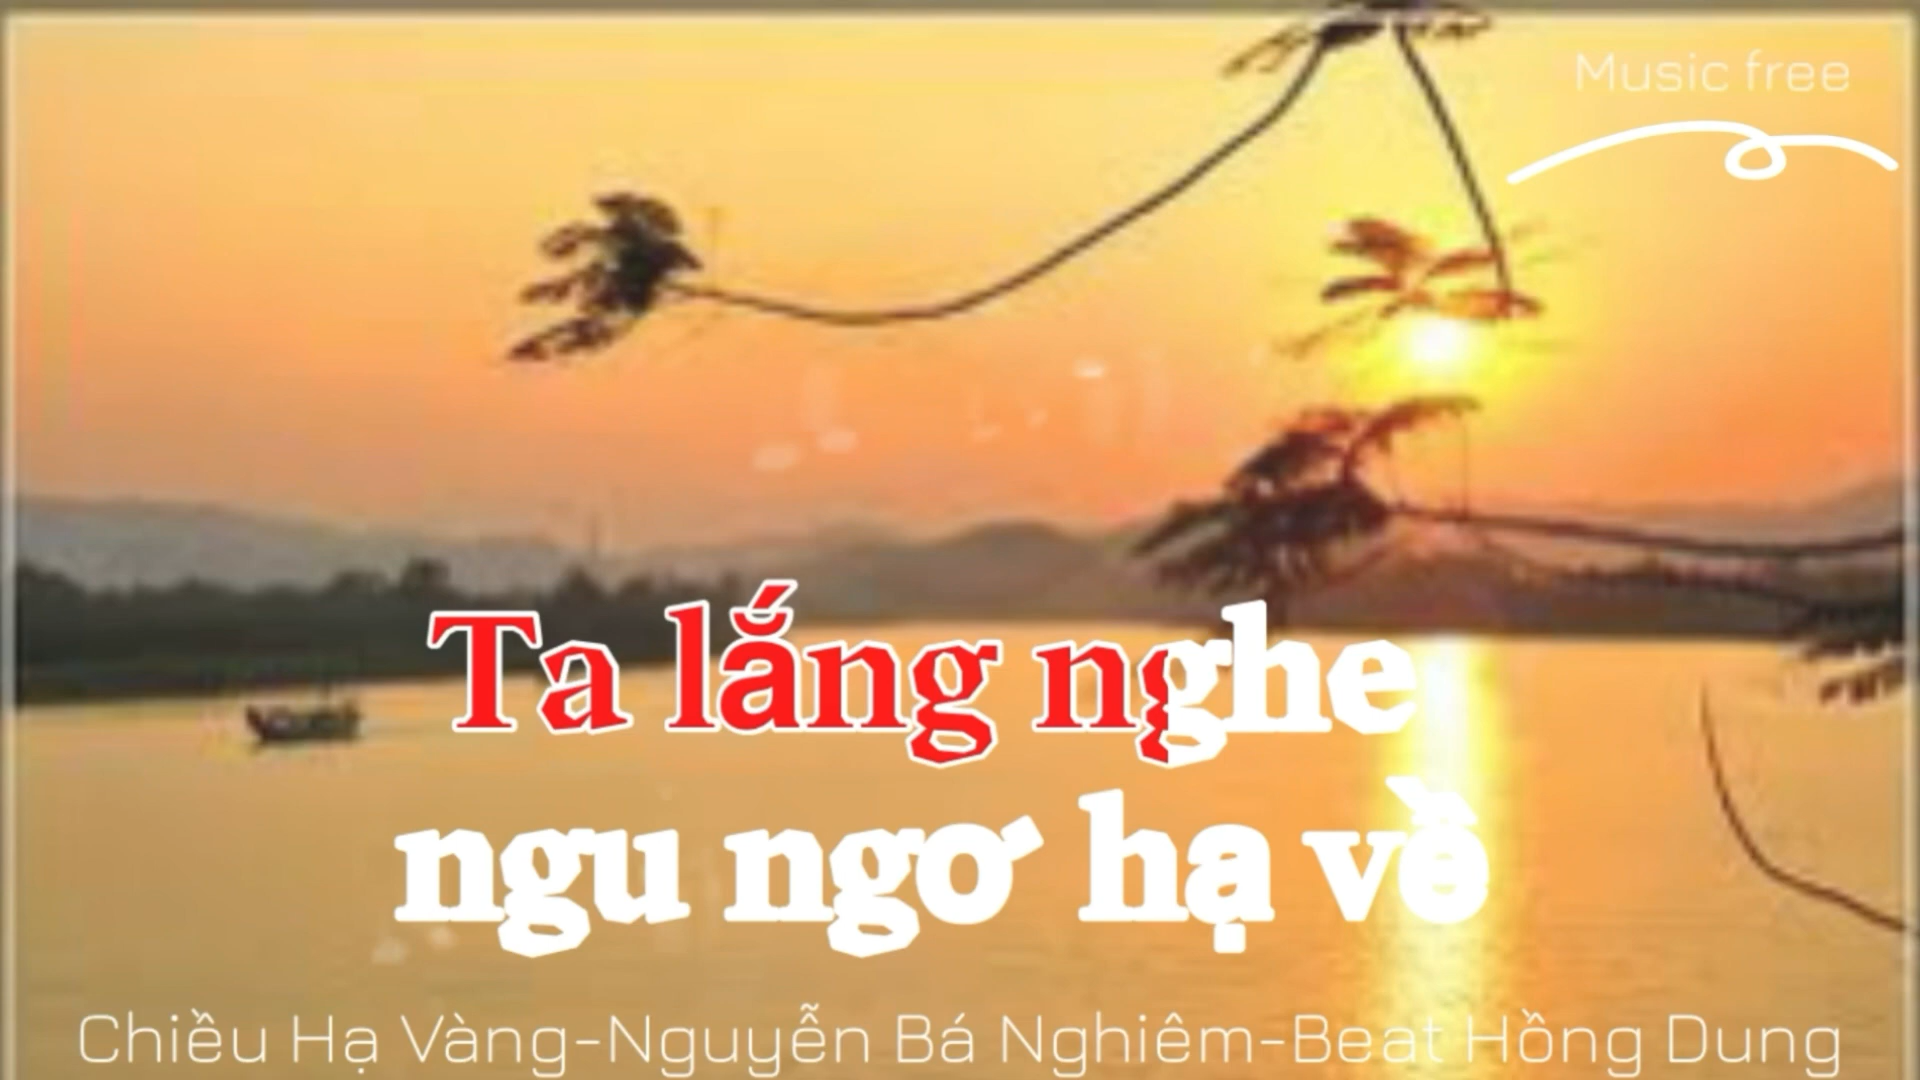 Music free
Ta lắng nghe
ngu ngơ hạ về
Chiều Hạ Vàng-Nguyễn Bá Nghiêm-Beat Hồng Dung